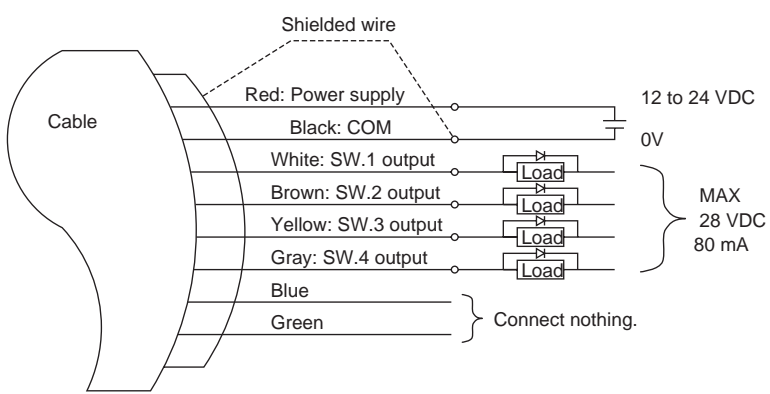 Shielded wire
Red: Power supply
12 to 24 VDC
Cable
Black: COM
0V
White: SW.1 output
Load
Brown: SW.2 output
Load
MAX
28 VDC
80 mA
Yellow: SW.3 output
Load
Gray: SW.4 output
Load
Blue
Green
Connect nothing.